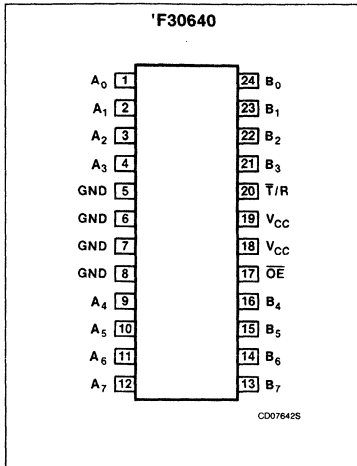 'F30640
A0 1 24 B0
A1 2 23 B1
A2 3 22 B2
A3 4 21 B3
GND 5 20 T̅/R
GND 6 19 VCC
GND 7 18 VCC
GND 8 17 O̅E̅
A4 9 16 B4
A5 10 15 B5
A6 11 14 B6
A7 12 13 B7
CD07642S